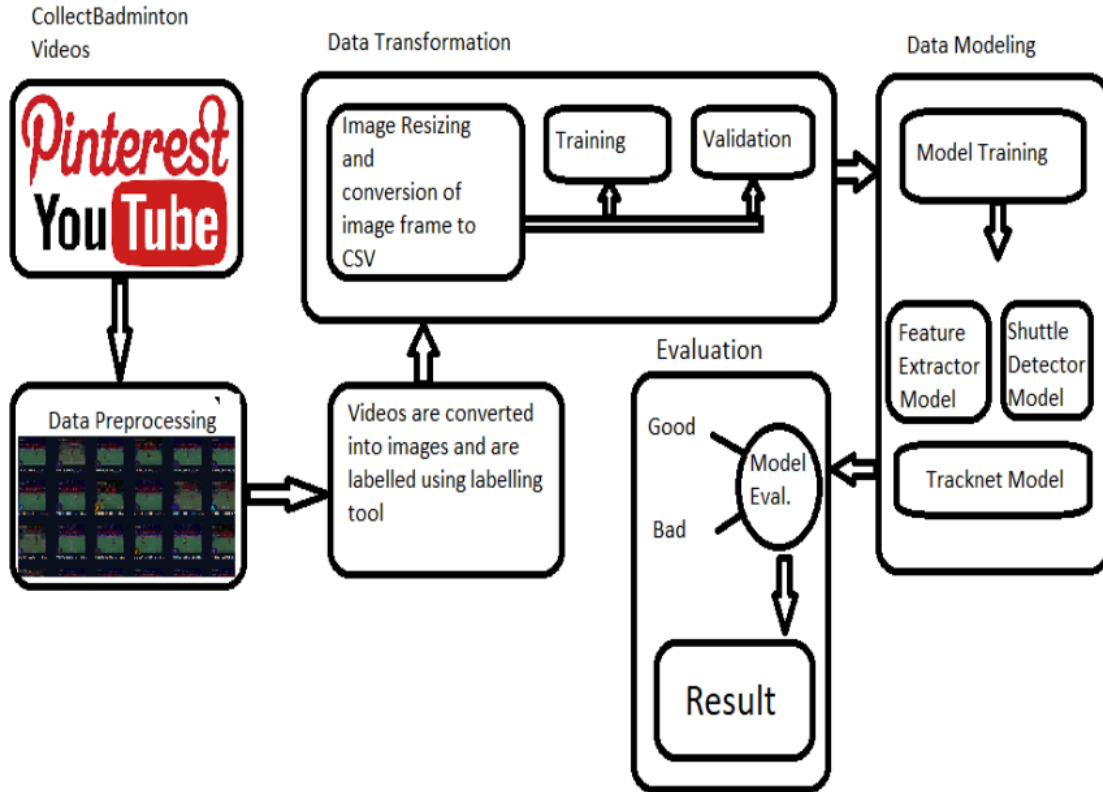 CollectBadminton
Videos
Pinterest
YouTube
Data Preprocessing
Videos are converted
into images and are
labelled using labelling
tool
Data Transformation
Image Resizing
and
conversion of
image frame to
CSV
Training
Validation
Data Modeling
Model Training
Feature
Extractor
Model
Shuttle
Detector
Model
Tracknet Model
Evaluation
Good
Bad
Model
Eval.
Result